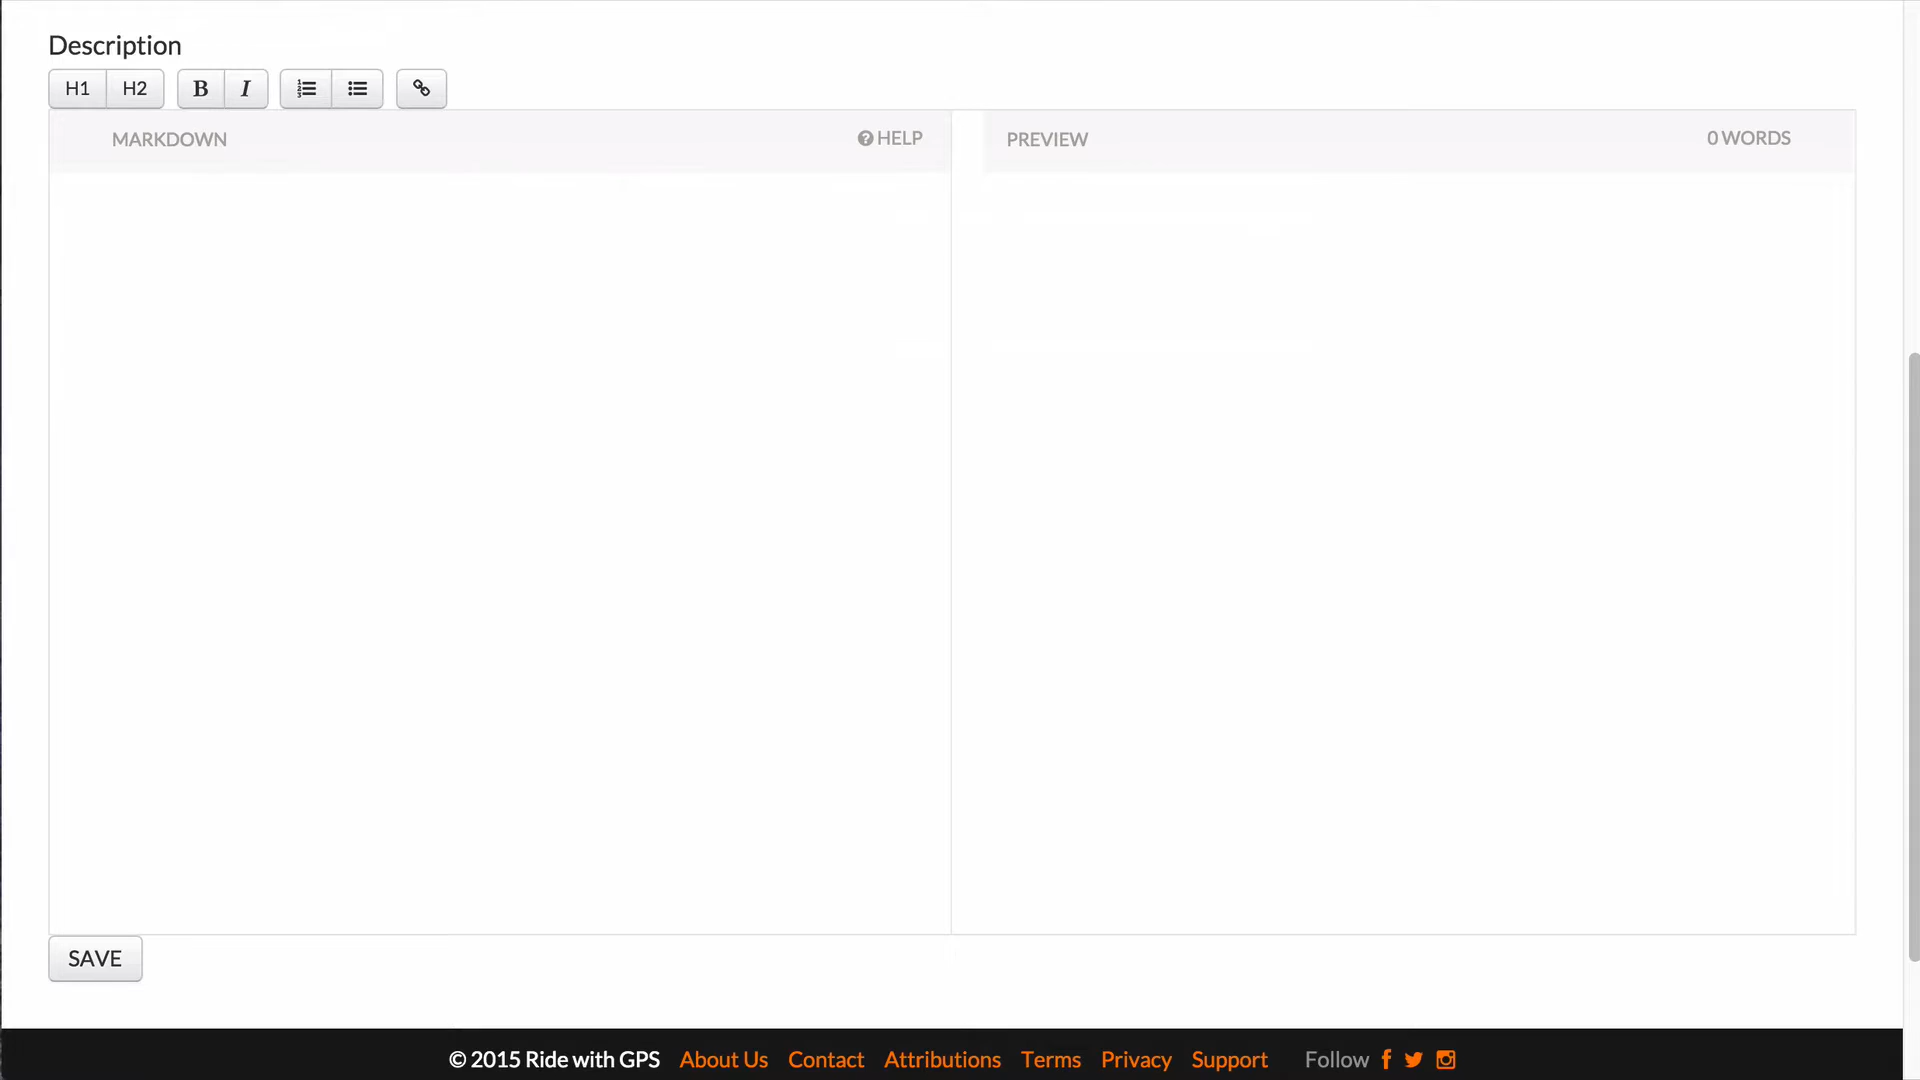 Description
H1 H2 B I
MARKDOWN HELP PREVIEW 0 WORDS
SAVE
© 2015 Ride with GPS About Us Contact Attributions Terms Privacy Support Follow